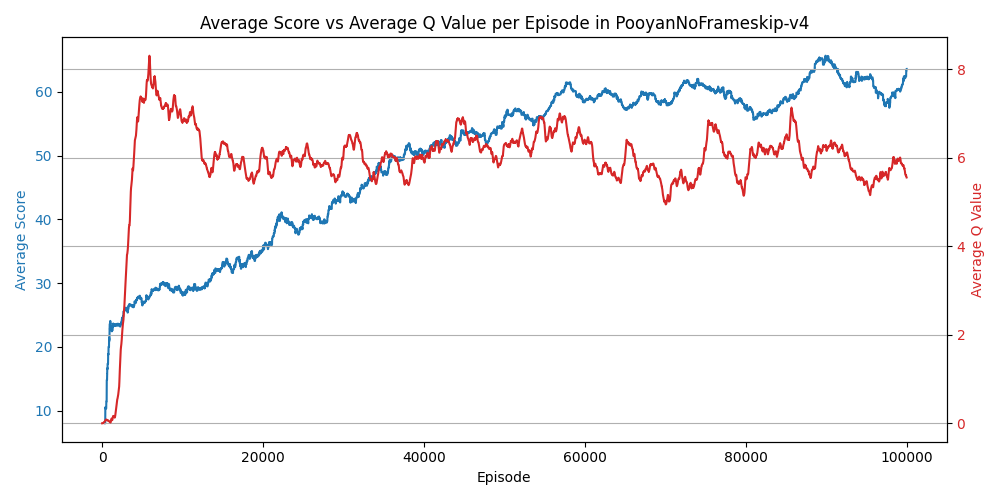 Average Score vs Average Q Value per Episode in PooyanNoFrameskip-v4
60
50
40
30
20
10
Average Score
8
6
4
2
0
Average Q Value
0 20000 40000 60000 80000 100000
Episode